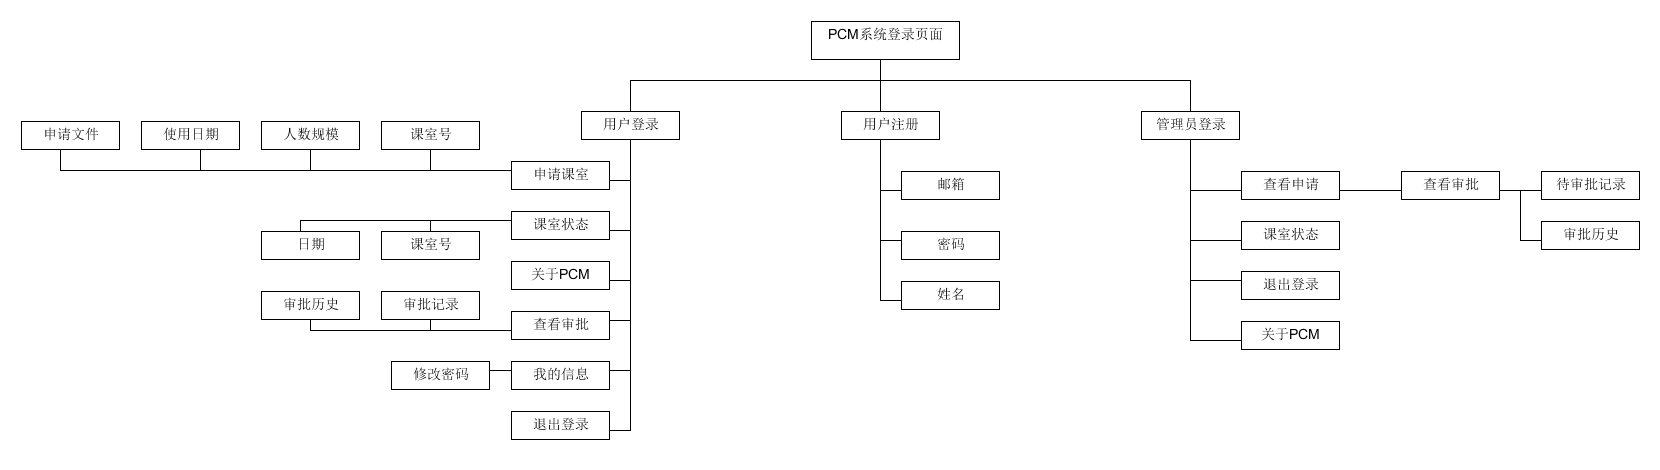 PCM系统登录页面
用户登录
用户注册
管理员登录
申请文件
使用日期
人数规模
课室号
申请课室
课室状态
日期
课室号
关于PCM
审批历史
审批记录
查看审批
修改密码
我的信息
退出登录
邮箱
密码
姓名
查看申请
查看审批
待审批记录
审批历史
课室状态
退出登录
关于PCM